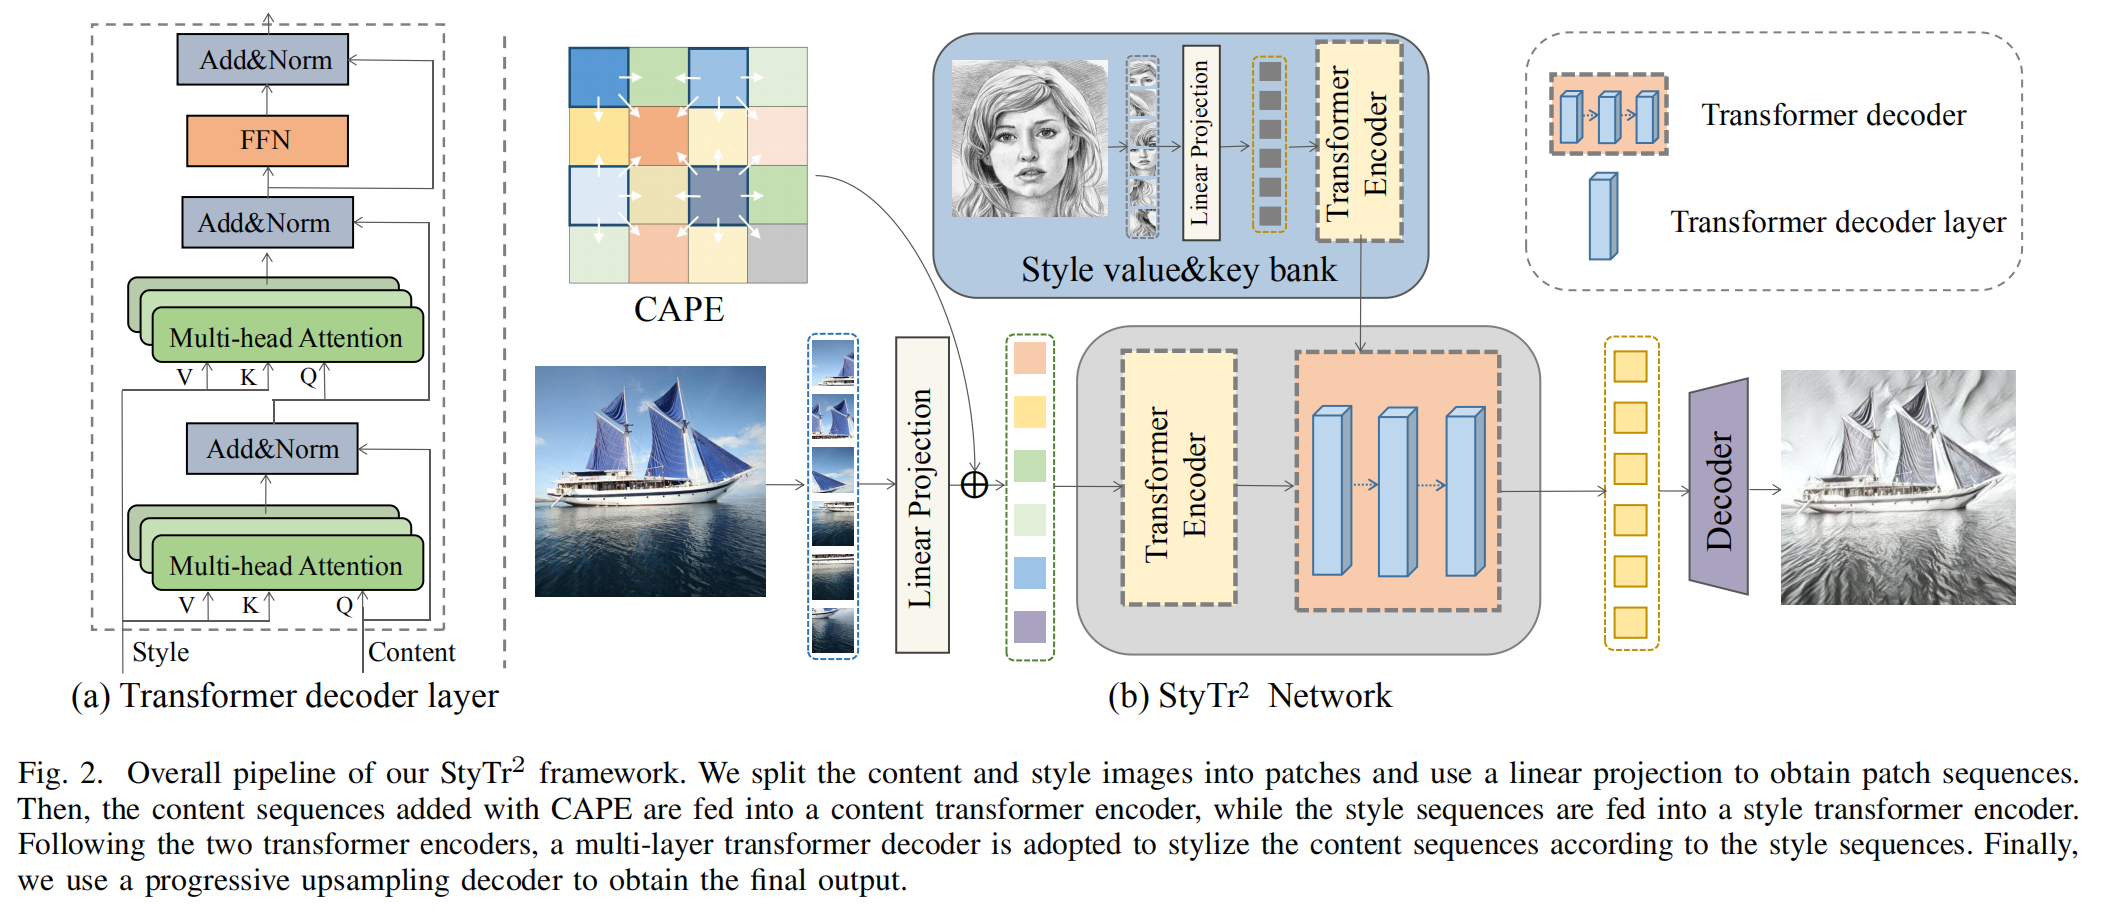 Add&Norm
FFN
Add&Norm
Multi-head Attention
V K Q
Add&Norm
Multi-head Attention
V K Q
Style Content
(a) Transformer decoder layer
CAPE
Linear Projection
Transformer
Encoder
Style value&key bank
Transformer decoder
Transformer decoder layer
Linear Projection
Transformer
Encoder
Decoder
(b) StyTr² Network
Fig. 2. Overall pipeline of our StyTr² framework. We split the content and style images into patches and use a linear projection to obtain patch sequences.
Then, the content sequences added with CAPE are fed into a content transformer encoder, while the style sequences are fed into a style transformer encoder.
Following the two transformer encoders, a multi-layer transformer decoder is adopted to stylize the content sequences according to the style sequences. Finally,
we use a progressive upsampling decoder to obtain the final output.